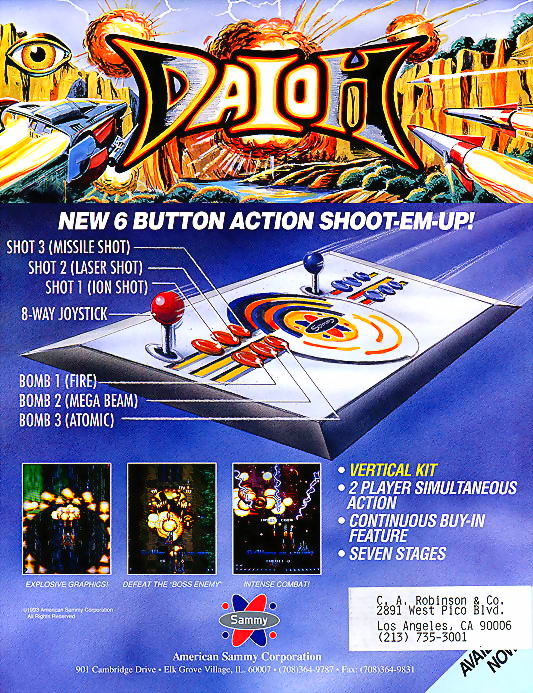 DAIOH
NEW 6 BUTTON ACTION SHOOT-EM-UP!
SHOT 3 (MISSILE SHOT)
SHOT 2 (LASER SHOT)
SHOT 1 (ION SHOT)
8-WAY JOYSTICK
Sammy
BOMB 1 (FIRE)
BOMB 2 (MEGA BEAM)
BOMB 3 (ATOMIC)
• VERTICAL KIT
• 2 PLAYER SIMULTANEOUS
ACTION
• CONTINUOUS BUY-IN
FEATURE
• SEVEN STAGES
EXPLOSIVE GRAPHICS!
DEFEAT THE "BOSS ENEMY"
INTENSE COMBAT!
©1993 American Sammy Corporation
All Rights Reserved
Sammy
American Sammy Corporation
901 Cambridge Drive • Elk Grove Village, IL. 60007 • (708)364-9787 • Fax: (708)364-9831
C. A. Robinson & Co.
2891 West Pico Blvd.
Los Angeles, CA 90006
(213) 735-3001